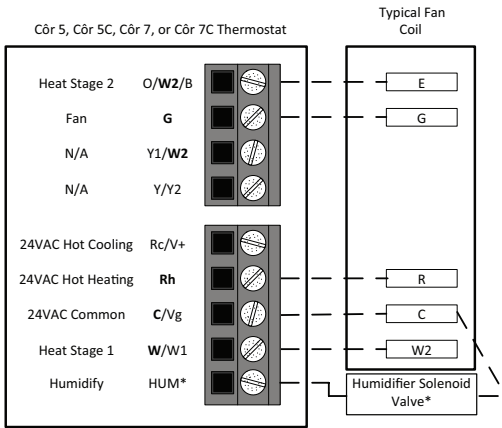 Côr 5, Côr 5C, Côr 7, or Côr 7C Thermostat
Typical Fan
Coil
Heat Stage 2 O/W2/B
E
Fan G
G
N/A Y1/W2
N/A Y/Y2
24VAC Hot Cooling Rc/V+
24VAC Hot Heating Rh
R
24VAC Common C/Vg
C
Heat Stage 1 W/W1
W2
Humidify HUM*
Humidifier Solenoid
Valve*